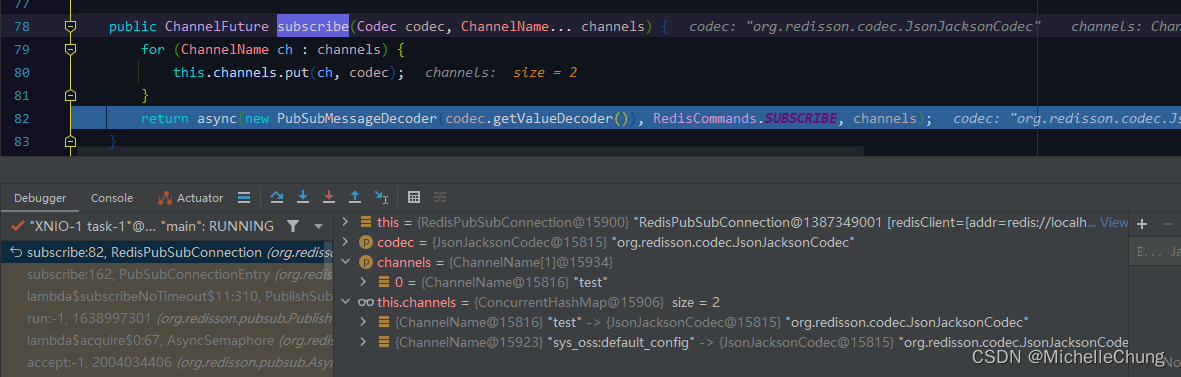 77
78 public ChannelFuture subscribe(Codec codec, ChannelName... channels) { codec: "org.redisson.codec.JsonJacksonCodec" channels: Chan
79 for (ChannelName ch : channels) {
80 this.channels.put(ch, codec); channels: size = 2
81 }
82 return async(new PubSubMessageDecoder(codec.getValueDecoder()), RedisCommands.SUBSCRIBE, channels); codec: "org.redisson.codec.Js
83 }
Debugger Console Actuator
"XNIO-1 task-1"@... "main": RUNNING
subscribe:82, RedisPubSubConnection (org.rediss
subscribe:162, PubSubConnectionEntry (org.redis
lambda$subscribeNoTimeout$11:310, PublishSub
run:-1, 1638997301 (org.redisson.pubsub.Publish
lambda$acquire$0:67, AsyncSemaphore (org.redis
accept:-1, 2004034406 (org.redisson.pubsub.Asyn
this = {RedisPubSubConnection@15900} "RedisPubSubConnection@1387349001 [redisClient=[addr=redis://localh... View
codec = {JsonJacksonCodec@15815} "org.redisson.codec.JsonJacksonCodec"
channels = {ChannelName[1]@15934}
0 = {ChannelName@15816} "test"
this.channels = {ConcurrentHashMap@15906} size = 2
{ChannelName@15816} "test" -> {JsonJacksonCodec@15815} "org.redisson.codec.JsonJacksonCodec"
{ChannelName@15923} "sys_oss:default_config" -> {JsonJacksonCodec@15815} "org.redisson.codec.JsonJacksonCode
E... Ja
CSDN @MichelleChung